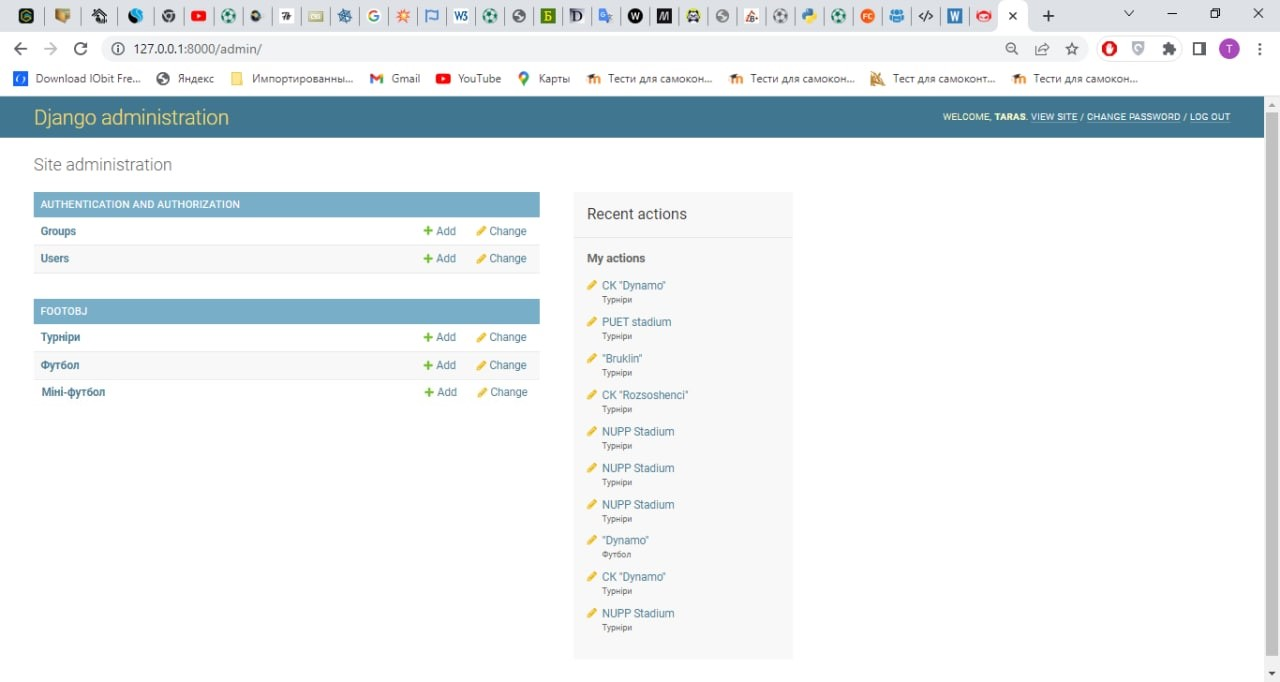 127.0.0.1:8000/admin/
Download IObit Fre... Яндекс Импортированны... Gmail YouTube Карты Тести для самокон... Тести для самокон... Тест для самоконт... Тести для самокон...
Django administration
WELCOME, TARAS. VIEW SITE / CHANGE PASSWORD / LOG OUT
Site administration
AUTHENTICATION AND AUTHORIZATION
Groups Add Change
Users Add Change
FOOTOBJ
Турніри Add Change
Футбол Add Change
Міні-футбол Add Change
Recent actions
My actions
СК "Dynamo"
Турніри
PUET stadium
Турніри
"Bruklin"
Турніри
СК "Rozsoshenci"
Турніри
NUPP Stadium
Турніри
NUPP Stadium
Турніри
NUPP Stadium
Турніри
"Dynamo"
Футбол
СК "Dynamo"
Турніри
NUPP Stadium
Турніри